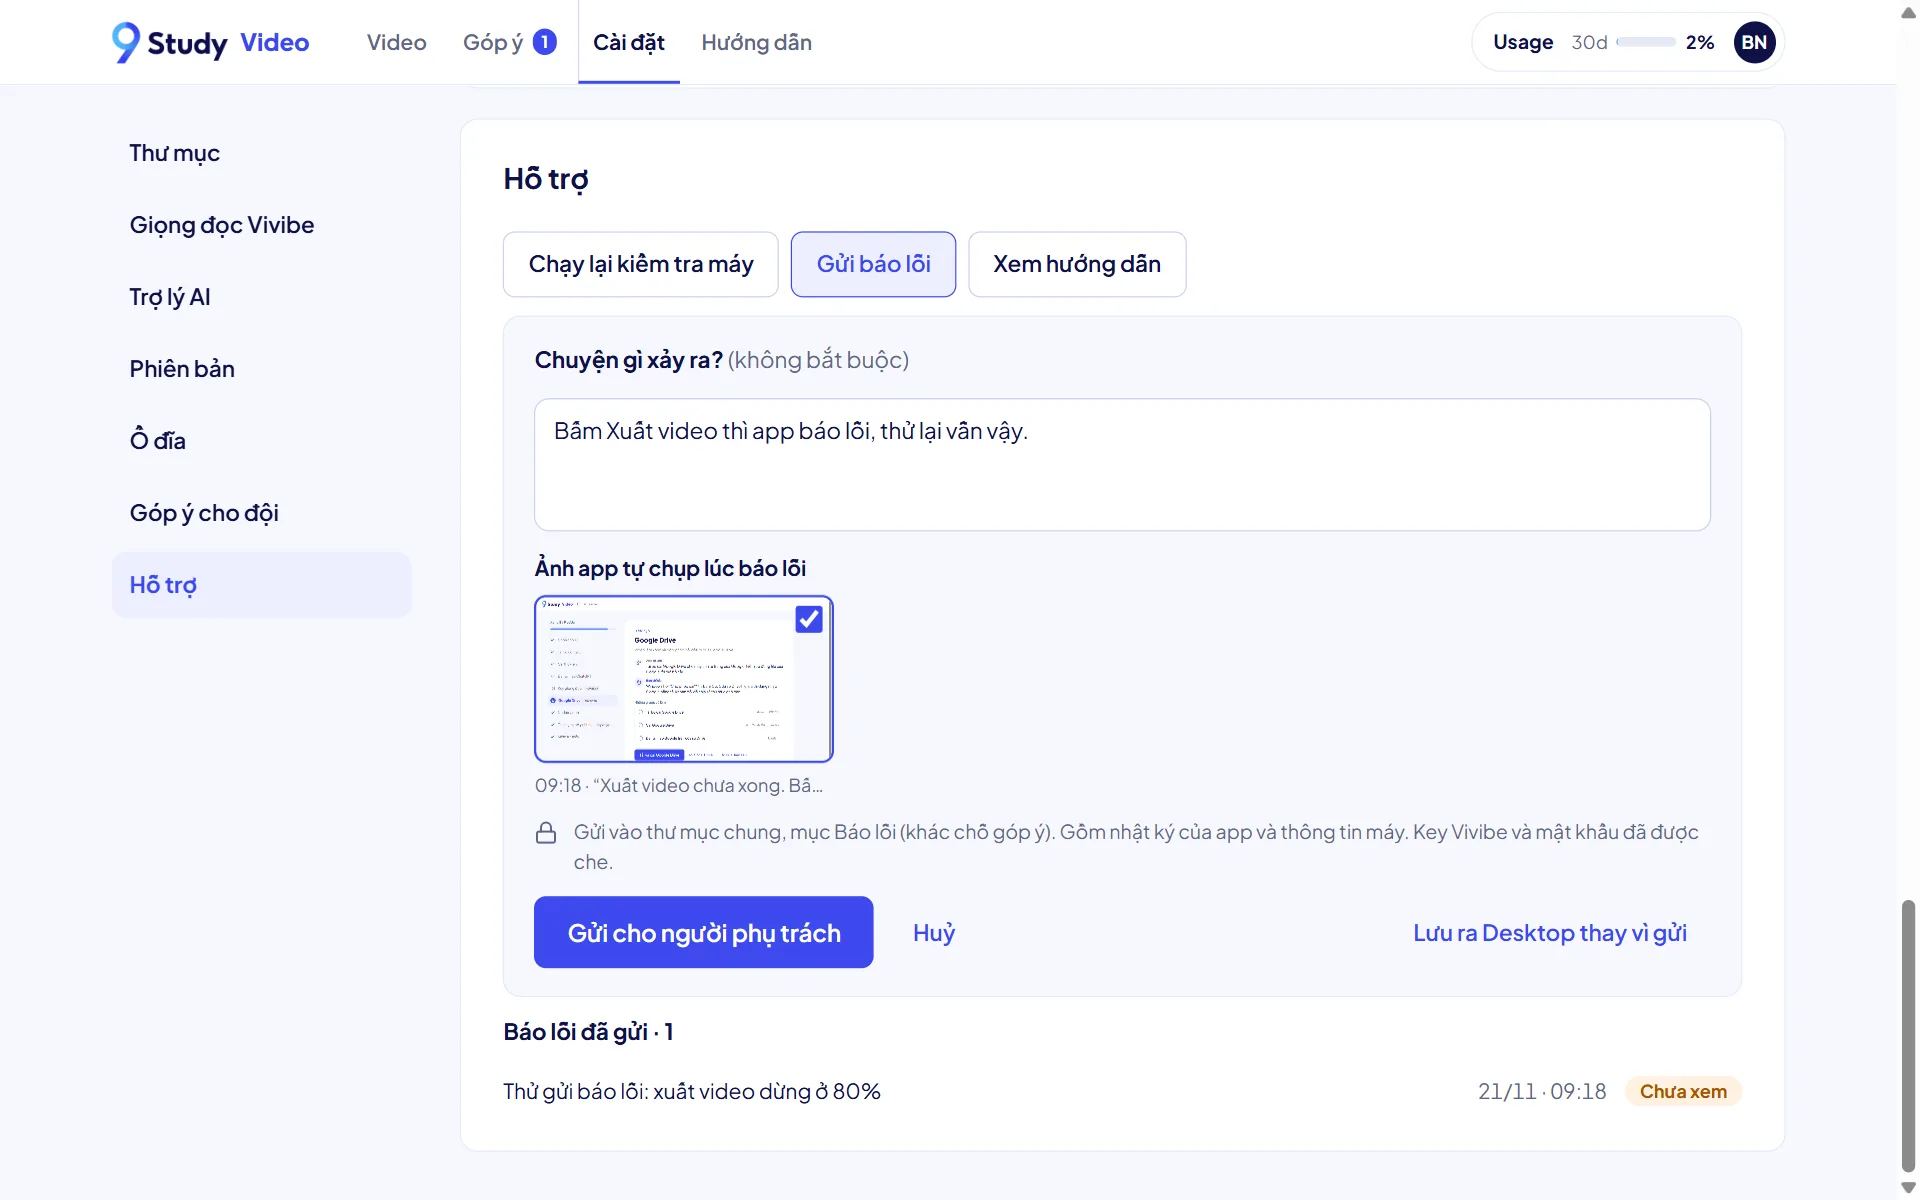 9 Study Video
Video
Góp ý 1
Cài đặt
Hướng dẫn
Usage 30d 2% BN
Thư mục
Giọng đọc Vivibe
Trợ lý AI
Phiên bản
Ổ đĩa
Góp ý cho đội
Hỗ trợ
Hỗ trợ
Chạy lại kiểm tra máy
Gửi báo lỗi
Xem hướng dẫn
Chuyện gì xảy ra? (không bắt buộc)
Bấm Xuất video thì app báo lỗi, thử lại vẫn vậy.
Ảnh app tự chụp lúc báo lỗi
Study Video
Google Drive
09:18 · “Xuất video chưa xong. Bấ...
Gửi vào thư mục chung, mục Báo lỗi (khác chỗ góp ý). Gồm nhật ký của app và thông tin máy. Key Vivibe và mật khẩu đã được
che.
Gửi cho người phụ trách
Huỷ
Lưu ra Desktop thay vì gửi
Báo lỗi đã gửi · 1
Thử gửi báo lỗi: xuất video dừng ở 80%
21/11 · 09:18
Chưa xem